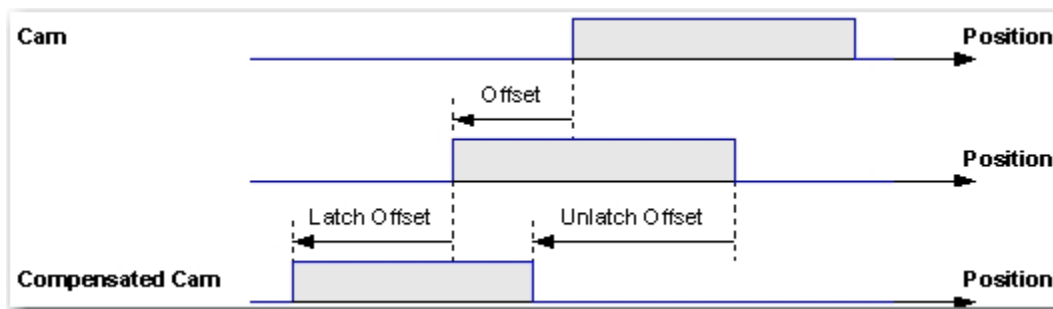 Cam
Position
Offset
Position
Latch Offset
Unlatch Offset
Compensated Cam
Position